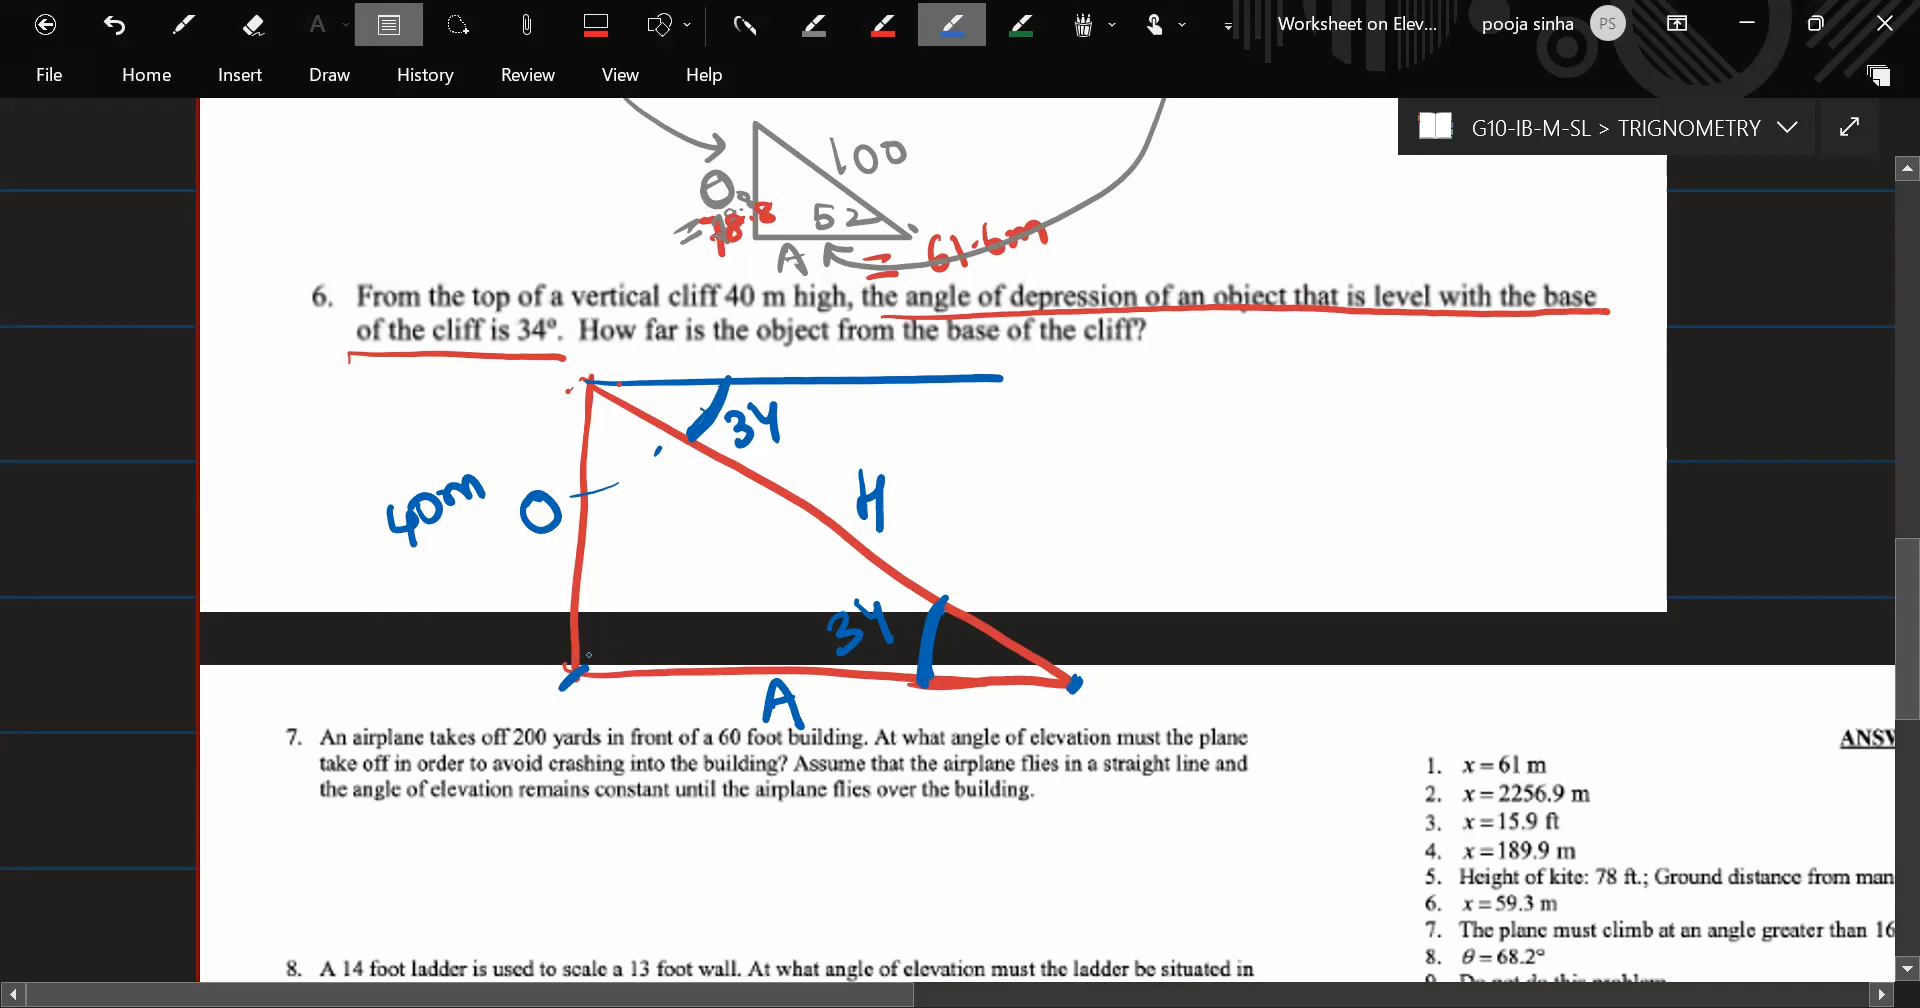 Worksheet on Elev... pooja sinha PS
File Home Insert Draw History Review View Help
G10-IB-M-SL > TRIGNOMETRY
100
O
52
= 78.8
A
= 61.6m
6. From the top of a vertical cliff 40 m high, the angle of depression of an object that is level with the base
of the cliff is 34º. How far is the object from the base of the cliff?
34
40m O
H
34
A
7. An airplane takes off 200 yards in front of a 60 foot building. At what angle of elevation must the plane
take off in order to avoid crashing into the building? Assume that the airplane flies in a straight line and
the angle of elevation remains constant until the airplane flies over the building.
8. A 14 foot ladder is used to scale a 13 foot wall. At what angle of elevation must the ladder be situated in
1. x = 61 m
2. x = 2256.9 m
3. x = 15.9 ft
4. x = 189.9 m
5. Height of kite: 78 ft.; Ground distance from man
6. x = 59.3 m
7. The plane must climb at an angle greater than 16
8. θ = 68.2°